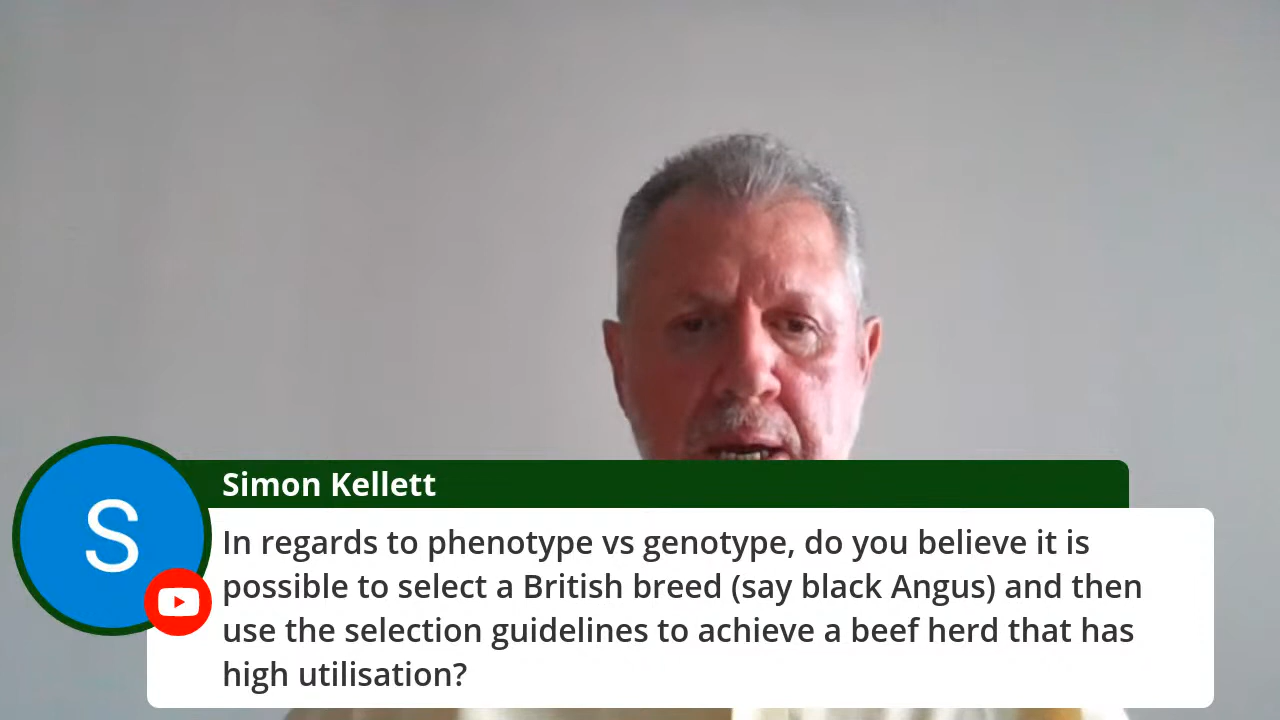 Simon Kellett
S
In regards to phenotype vs genotype, do you believe it is
possible to select a British breed (say black Angus) and then
use the selection guidelines to achieve a beef herd that has
high utilisation?